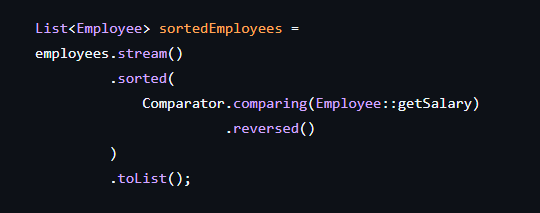 List<Employee> sortedEmployees =
employees.stream()
        .sorted(
            Comparator.comparing(Employee::getSalary)
                      .reversed()
        )
        .toList();